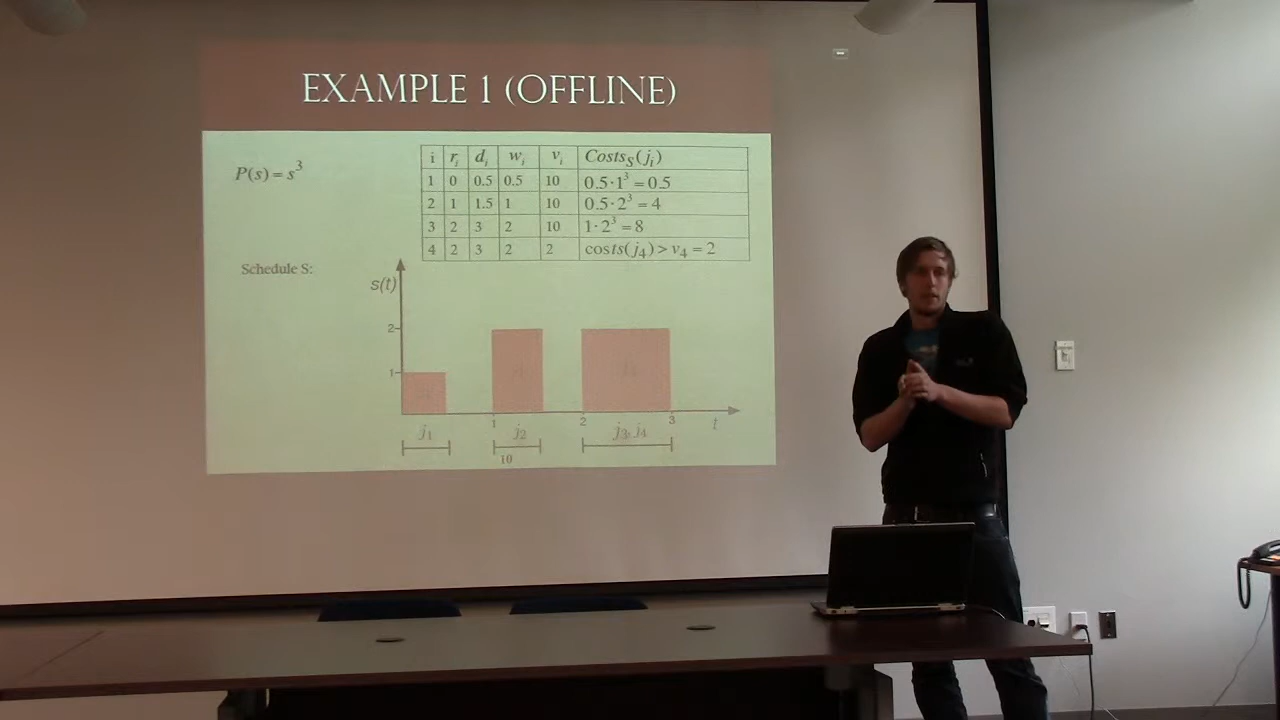 EXAMPLE 1 (OFFLINE)
P(s) = s³
i rᵢ dᵢ wᵢ vᵢ Costsₛ(jᵢ)
1 0 0.5 0.5 10 0.5·1³ = 0.5
2 1 1.5 1 10 0.5·2³ = 4
3 2 3 2 10 1·2³ = 8
4 2 3 2 2 costs(j₄) > v₄ = 2
Schedule S:
s(t)
2
1
1 2 3 t
j₁ j₂ j₃, j₄
10